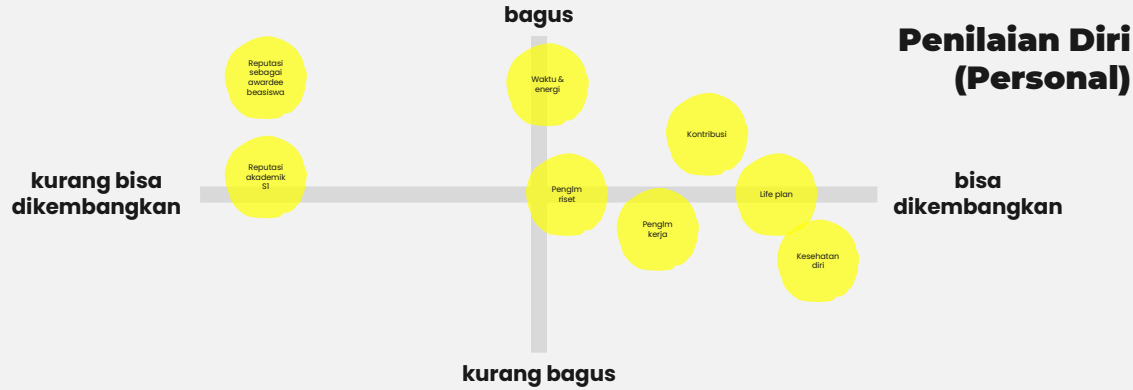 bagus
Penilaian Diri
(Personal)
Reputasi
sebagai
awardee
beasiswa
Waktu &
energi
Kontribusi
Reputasi
akademik
S1
kurang bisa
dikembangkan
Penglm
riset
Life plan
bisa
dikembangkan
Penglm
kerja
Kesehatan
diri
kurang bagus